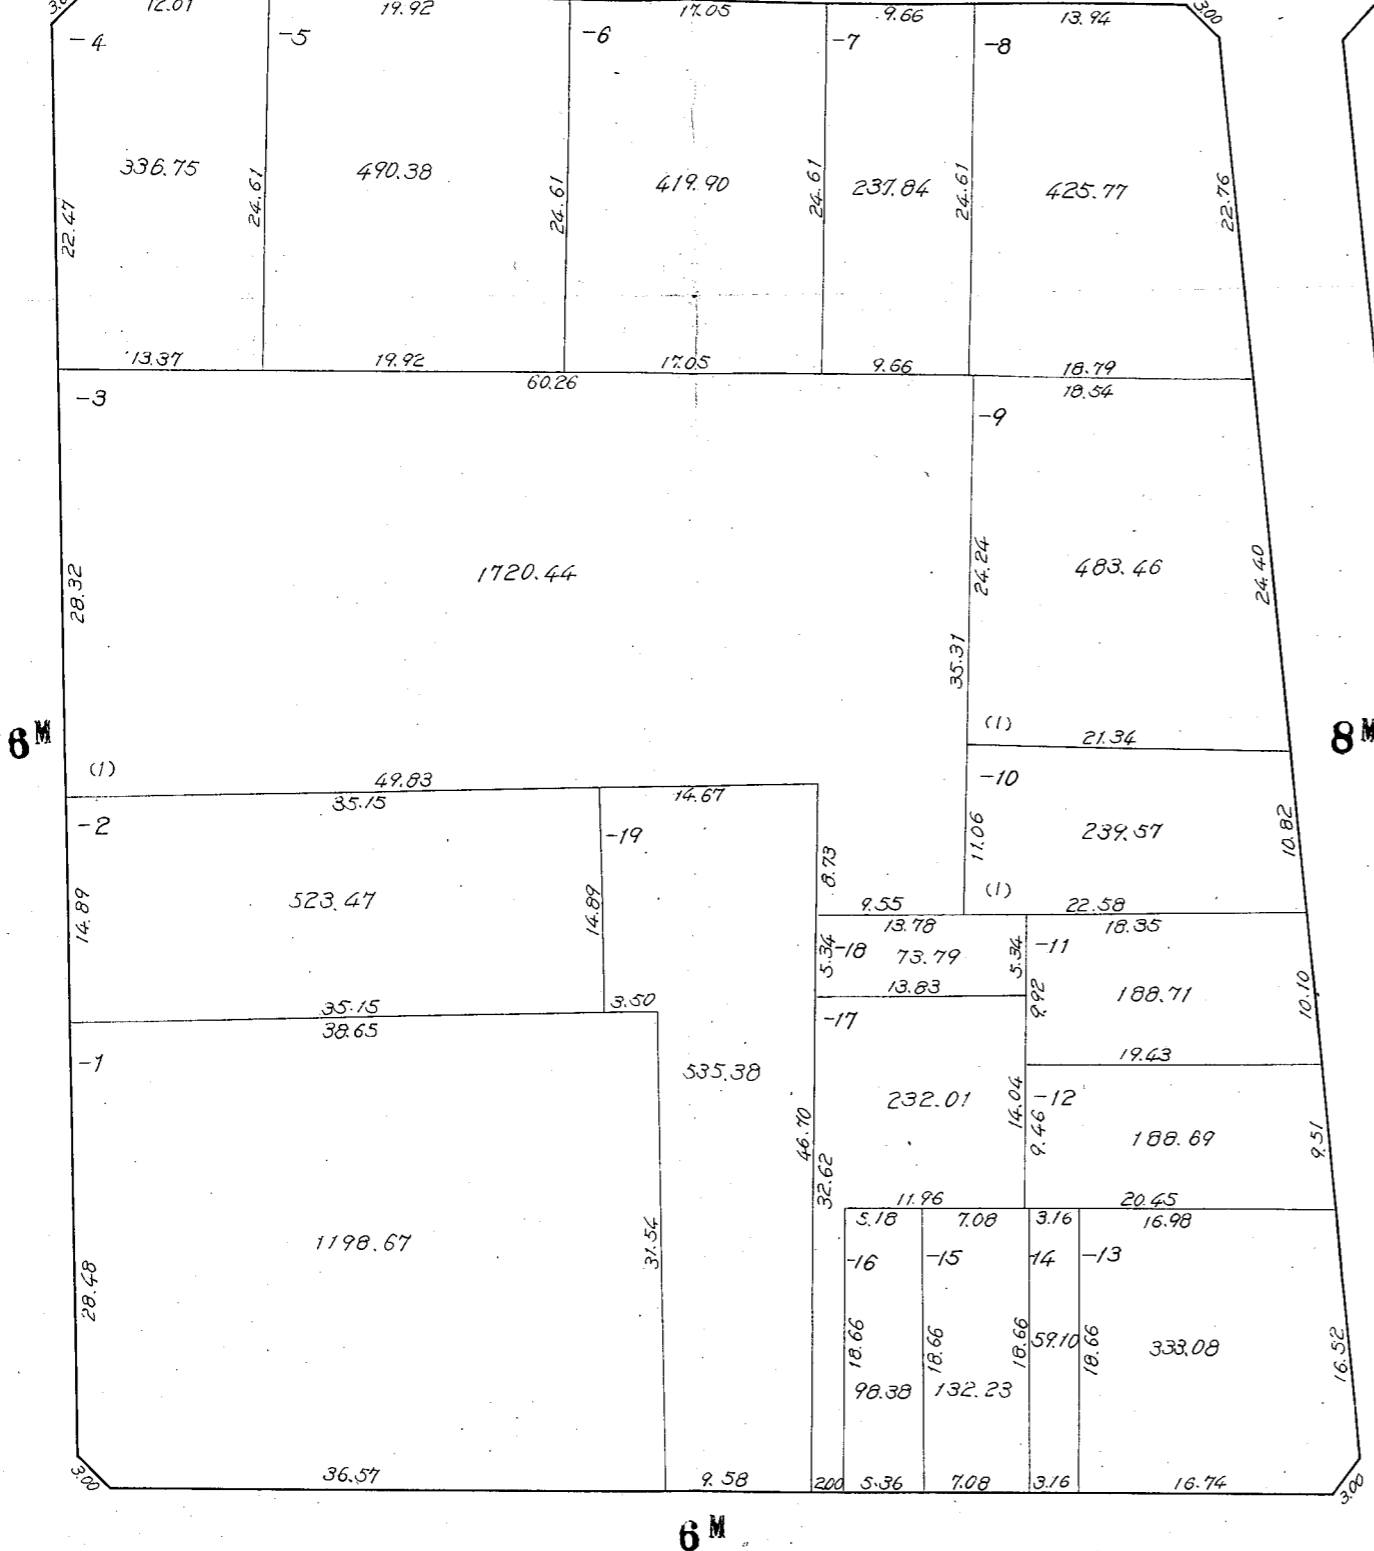 3.00 12.01 19.92 17.05 9.66 13.94 3.00
-4 -5 -6 -7 -8
336.75 490.38 419.90 237.84 425.77
22.47 24.61 24.61 24.61 24.61 22.76
13.37 19.92 17.05 9.66 18.79
60.26 18.54
-3 -9
1720.44 483.46
28.32 24.24 24.40
35.31
6M (1) (1) 21.34 8M
49.83 14.67 -10
35.15
-2 -19 11.06 239.57 10.82
8.73
14.89 523.47 14.89 9.55 (1) 22.58
13.78 18.35
5.34 -18 73.79 5.34 -11
13.83 9.92 188.71 10.10
35.15 3.50
38.65 -17 19.43
-1 535.38 232.01 14.04 -12
46.70 9.46 188.69 9.51
32.62 11.96 20.45
5.18 7.08 3.16 16.98
1198.67 31.54 -16 -15 14 -13
28.48 18.66 18.66 18.66 59.10 18.66 333.08 16.52
98.38 132.23
3.00 36.57 9.58 2.00 5.36 7.08 3.16 16.74 3.00
6M